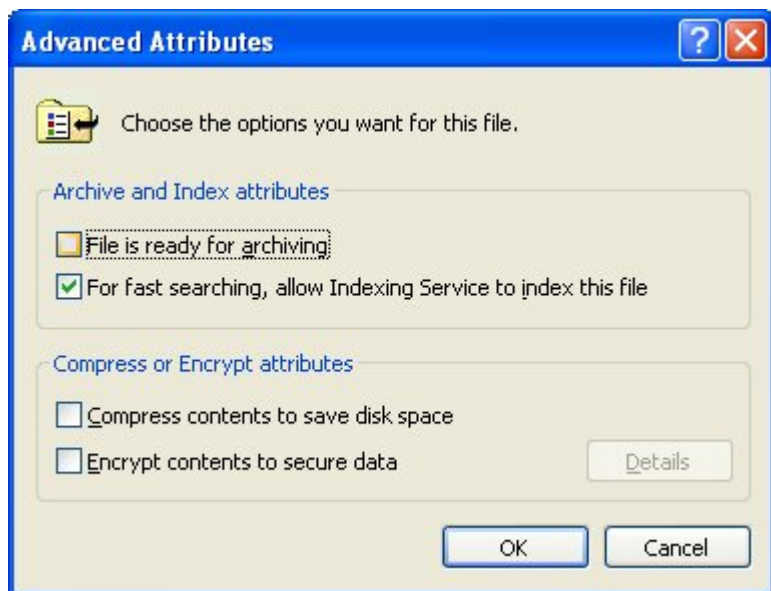 Advanced Attributes
Choose the options you want for this file.
Archive and Index attributes
File is ready for archiving
For fast searching, allow Indexing Service to index this file
Compress or Encrypt attributes
Compress contents to save disk space
Encrypt contents to secure data
Details
OK
Cancel